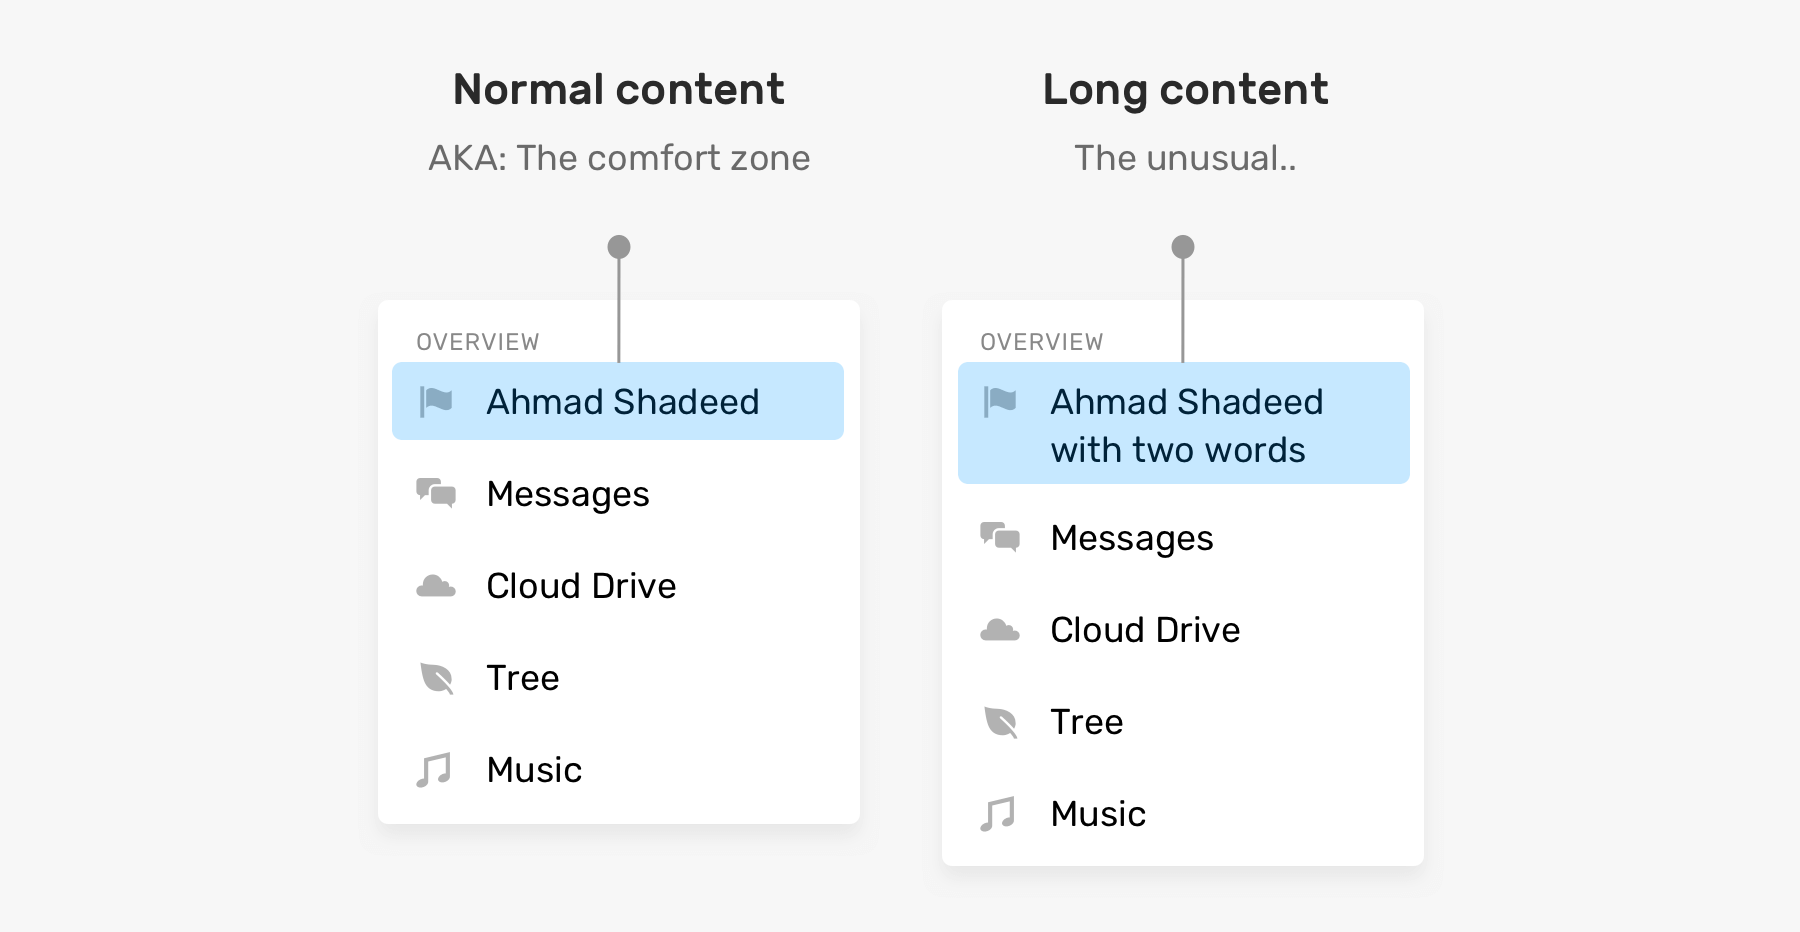 Normal content
AKA: The comfort zone
OVERVIEW
Ahmad Shadeed
Messages
Cloud Drive
Tree
Music
Long content
The unusual..
OVERVIEW
Ahmad Shadeed
with two words
Messages
Cloud Drive
Tree
Music